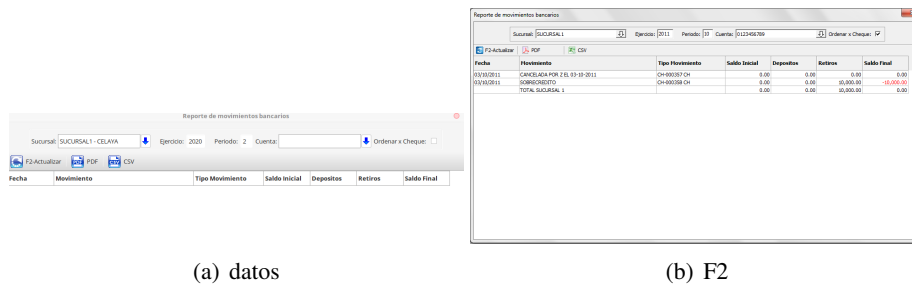 Reporte de movimientos bancarios
Sucursal: SUCURSAL1 - CELAYA Ejercicio: 2020 Periodo: 2 Cuenta: Ordenar x Cheque:
F2-Actualizar PDF CSV
Fecha Movimiento Tipo Movimiento Saldo Inicial Depositos Retiros Saldo Final
(a) datos
Reporte de movimientos bancarios
Sucursal: SUCURSAL1 Ejercicio: 2011 Periodo: 10 Cuenta: 0123456789 Ordenar x Cheque:
F2-Actualizar PDF CSV
Fecha Movimiento Tipo Movimiento Saldo Inicial Depositos Retiros Saldo Final
03/10/2011 CANCELADA POR Z EL 03-10-2011 CH-000357 CH 0.00 0.00 0.00 0.00
03/10/2011 SOBRECREDITO CH-000358 CH 0.00 0.00 10,000.00 -10,000.00
TOTAL SUCURSAL 1 0.00 0.00 10,000.00 0.00
(b) F2